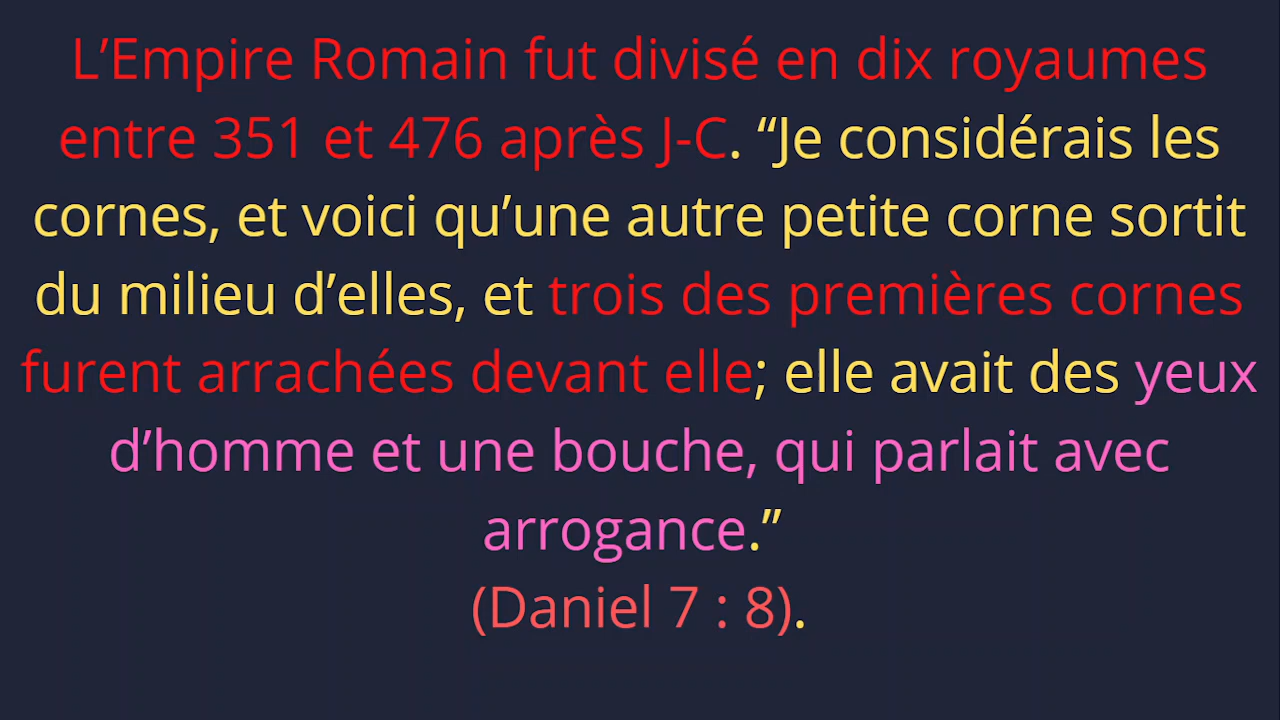 L’Empire Romain fut divisé en dix royaumes
entre 351 et 476 après J-C. “Je considérais les
cornes, et voici qu’une autre petite corne sortit
du milieu d’elles, et trois des premières cornes
furent arrachées devant elle; elle avait des yeux
d’homme et une bouche, qui parlait avec
arrogance.”
(Daniel 7 : 8).